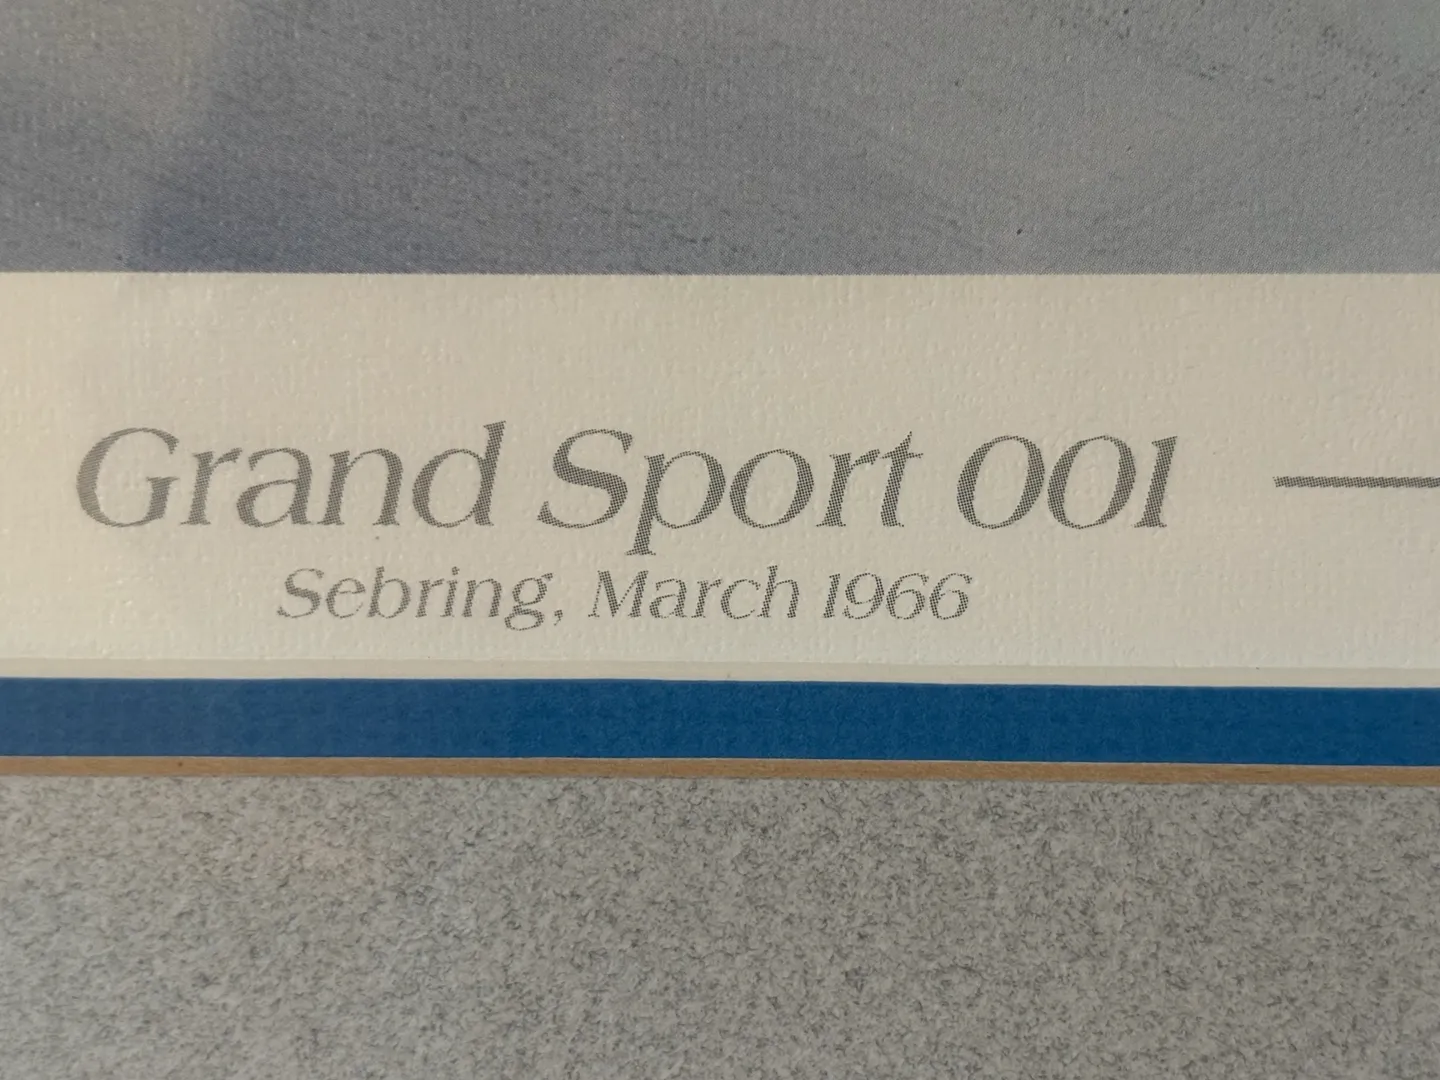 Grand Sport 001
Sebring, March 1966